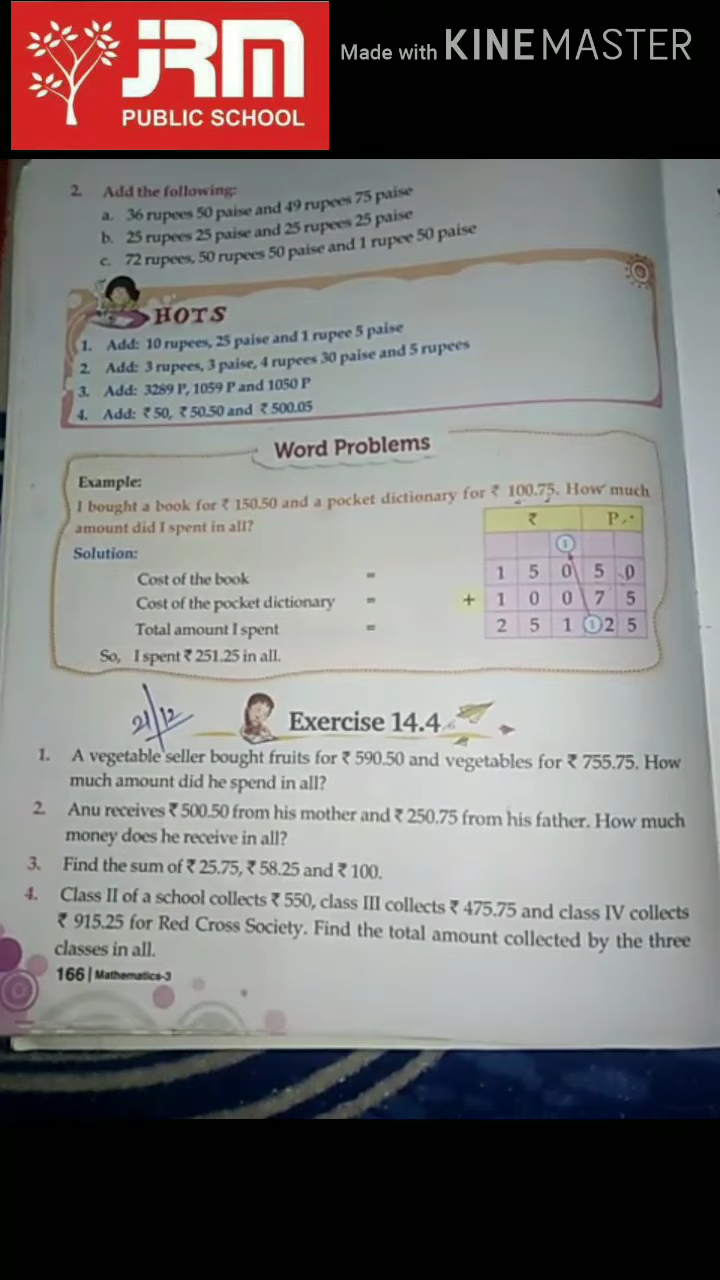 JRM
PUBLIC SCHOOL
Made with KINEMASTER
2. Add the following:
a. 36 rupees 50 paise and 49 rupees 75 paise
b. 25 rupees 25 paise and 25 rupees 25 paise
c. 72 rupees, 50 rupees 50 paise and 1 rupee 50 paise
HOTS
1. Add: 10 rupees, 25 paise and 1 rupee 5 paise
2. Add: 3 rupees, 3 paise, 4 rupees 30 paise and 5 rupees
3. Add: 3289 P, 1059 P and 1050 P
4. Add: ₹ 50, ₹ 50.50 and ₹ 500.05
Word Problems
Example:
I bought a book for ₹ 150.50 and a pocket dictionary for ₹ 100.75. How much
amount did I spent in all?
Solution:
₹ P
1
Cost of the book = 1 5 0 5 0
Cost of the pocket dictionary = + 1 0 0 7 5
Total amount I spent = 2 5 1 1 2 5
So, I spent ₹ 251.25 in all.
21/12
Exercise 14.4
1. A vegetable seller bought fruits for ₹ 590.50 and vegetables for ₹ 755.75. How
much amount did he spend in all?
2. Anu receives ₹ 500.50 from his mother and ₹ 250.75 from his father. How much
money does he receive in all?
3. Find the sum of ₹ 25.75, ₹ 58.25 and ₹ 100.
4. Class II of a school collects ₹ 550, class III collects ₹ 475.75 and class IV collects
₹ 915.25 for Red Cross Society. Find the total amount collected by the three
classes in all.
166 | Mathematics-3